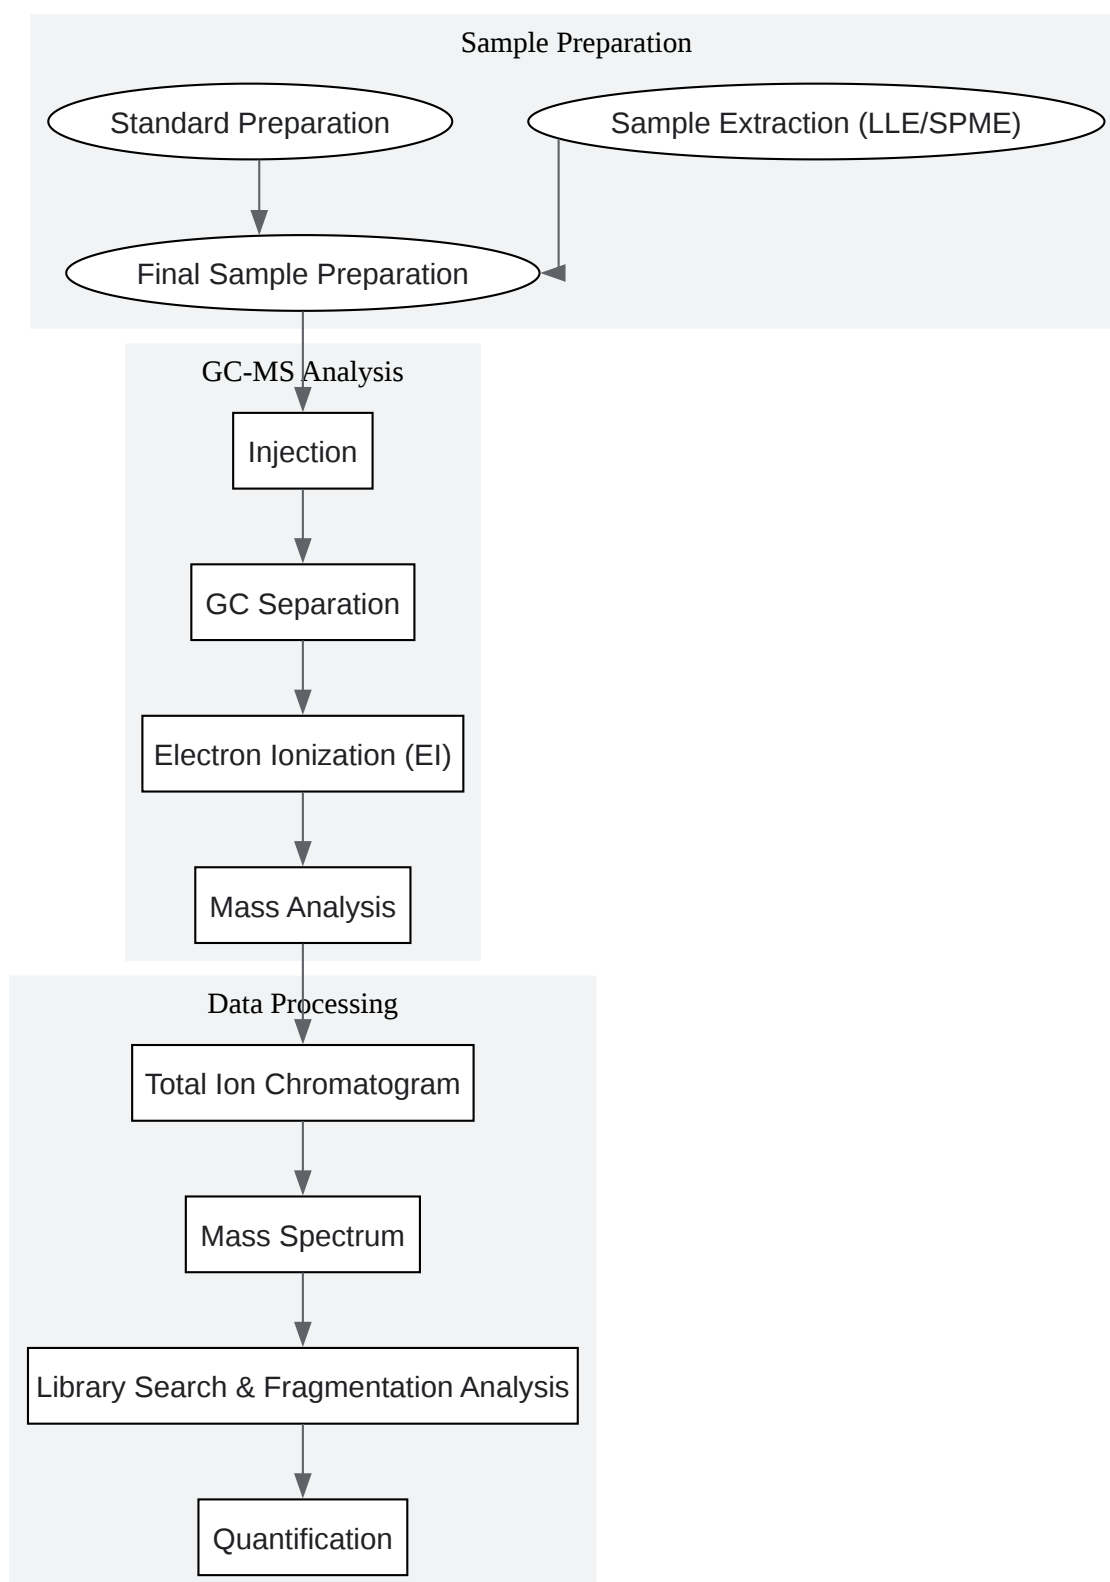 Sample Preparation
Standard Preparation
Sample Extraction (LLE/SPME)
Final Sample Preparation
GC-MS Analysis
Injection
GC Separation
Electron Ionization (EI)
Mass Analysis
Data Processing
Total Ion Chromatogram
Mass Spectrum
Library Search & Fragmentation Analysis
Quantification